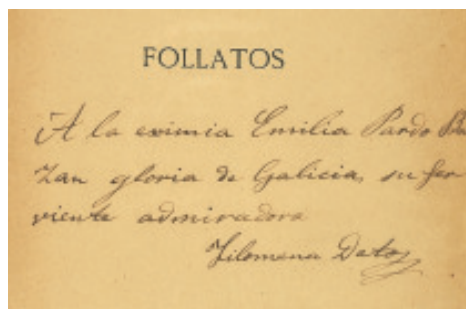 FOLLATOS
A la eximia Emilia Pardo Ba
zan gloria de Galicia, su fer
viente admiradora
Filomena Dato